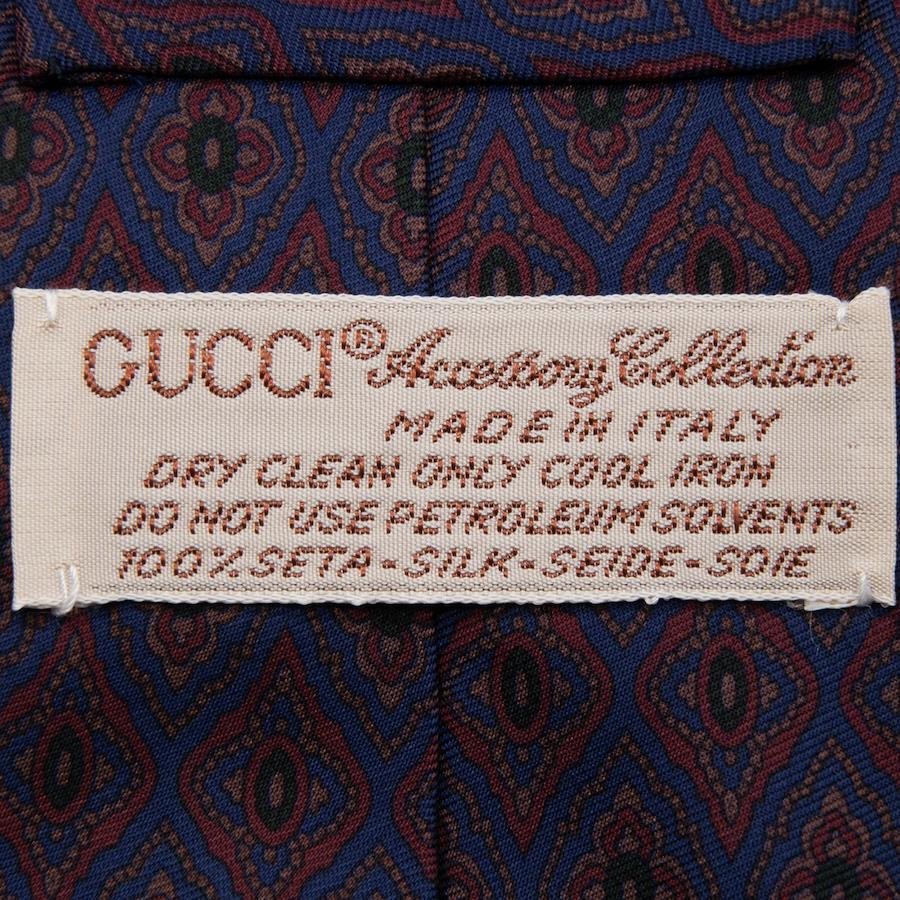 GUCCI® Accessory Collection
MADE IN ITALY
DRY CLEAN ONLY COOL IRON
DO NOT USE PETROLEUM SOLVENTS
100% SETA-SILK-SEIDE-SOIE